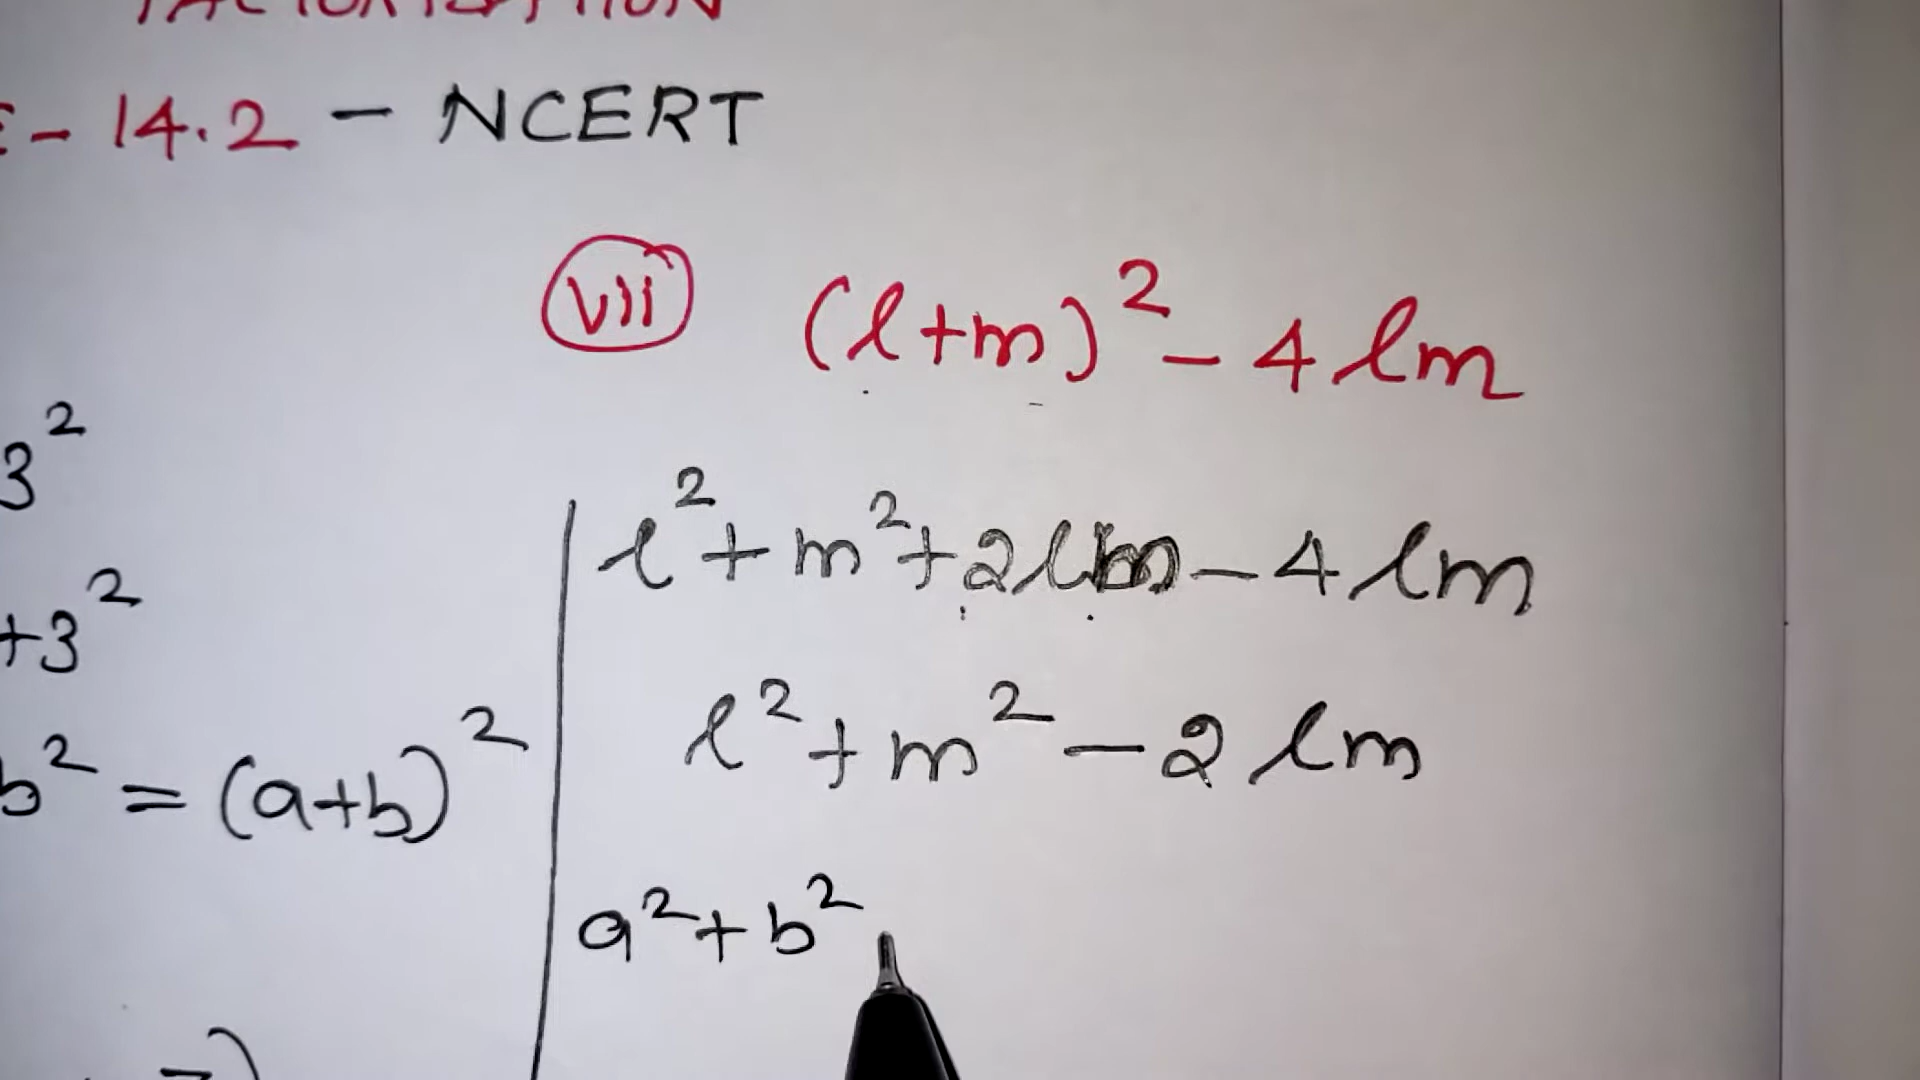 FACTORIZATION
E - 14.2 - NCERT
vii (l+m)² - 4lm
3²
+3²
b² = (a+b)²
l² + m² + 2lm - 4lm
l² + m² - 2lm
a² + b²